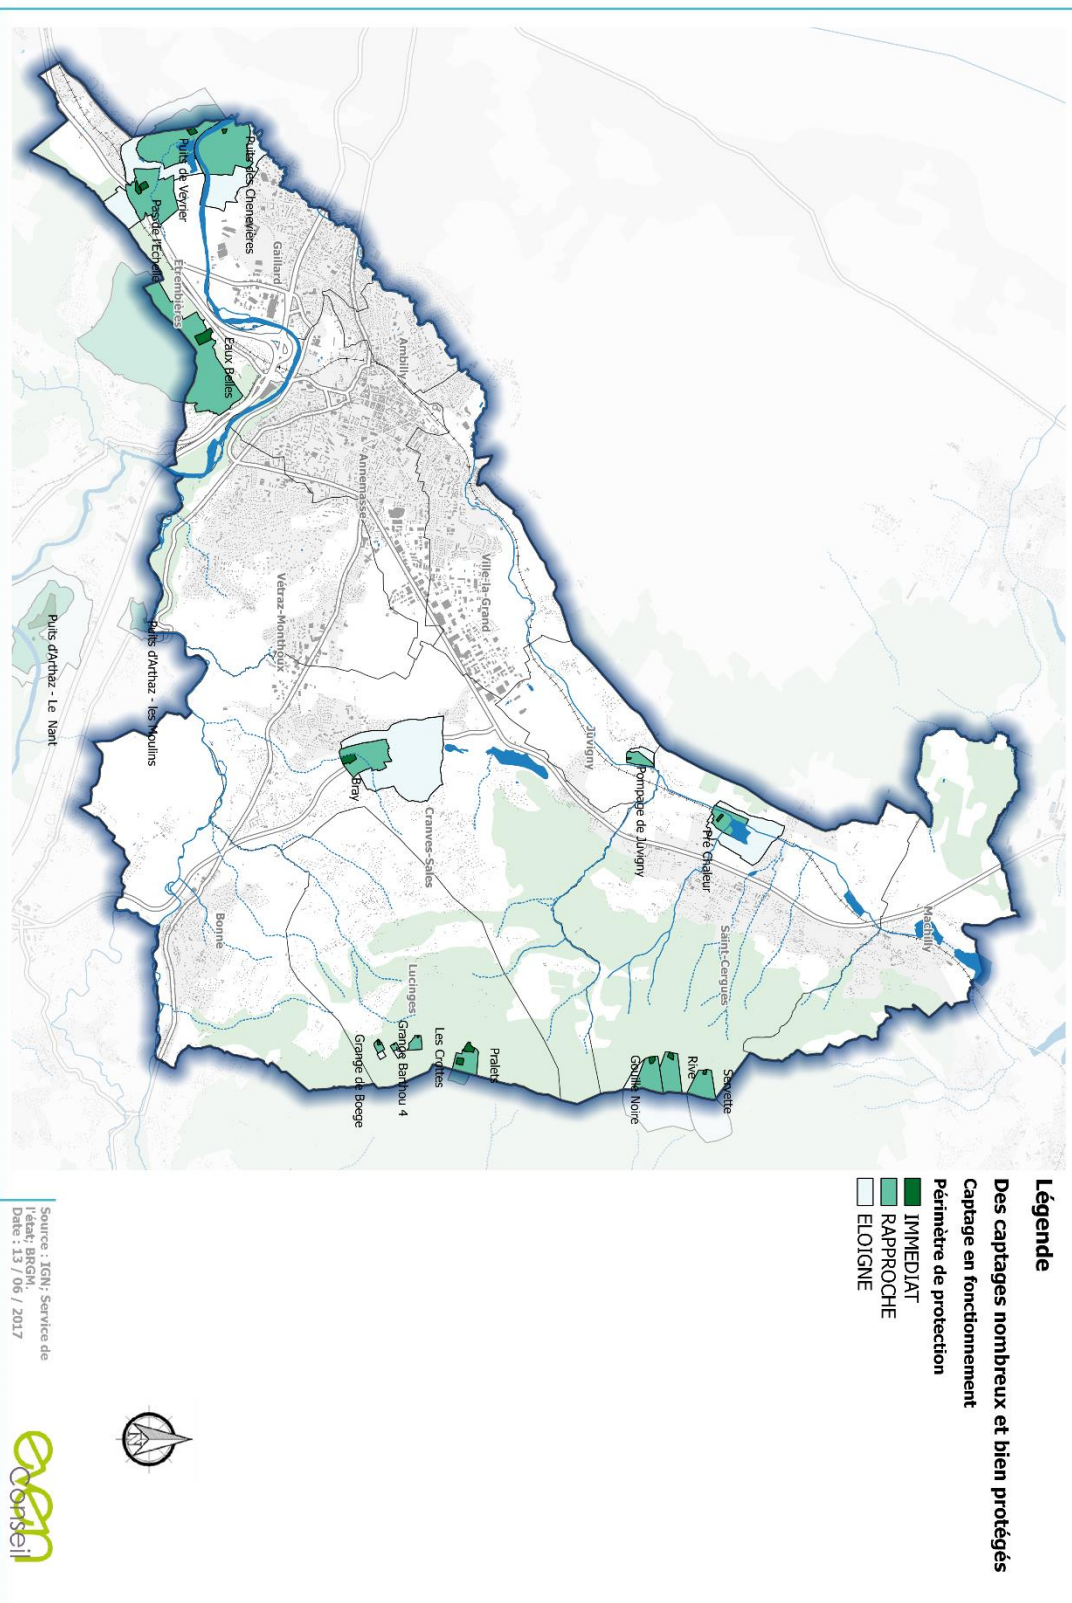 Légende
Des captages nombreux et bien protégés
Captage en fonctionnement
Périmètre de protection
IMMEDIAT
RAPPROCHE
ELOIGNE
Machilly
Servette
Saint-Cergues
Pré Chaleur
Rive
Gouille Noire
Pompage de Juvigny
Juvigny
Pralets
Les Crottes
Ville-la-Grand
Cranves-Sales
Lucinges
Grange Barthou 4
Grange de Boege
Ambilly
Annemasse
Bray
Vétraz-Monthoux
Gaillard
Puits des Chenevières
Eaux Belles
Bonne
Puits de Veyrier
Etrembières
Pas de l'Echelle
Puits d'Arthaz - les Moulins
Puits d'Arthaz - Le Nant
N
Source : IGN; Service de
l'état; BRGM.
Date : 13 / 06 / 2017
even
Conseil